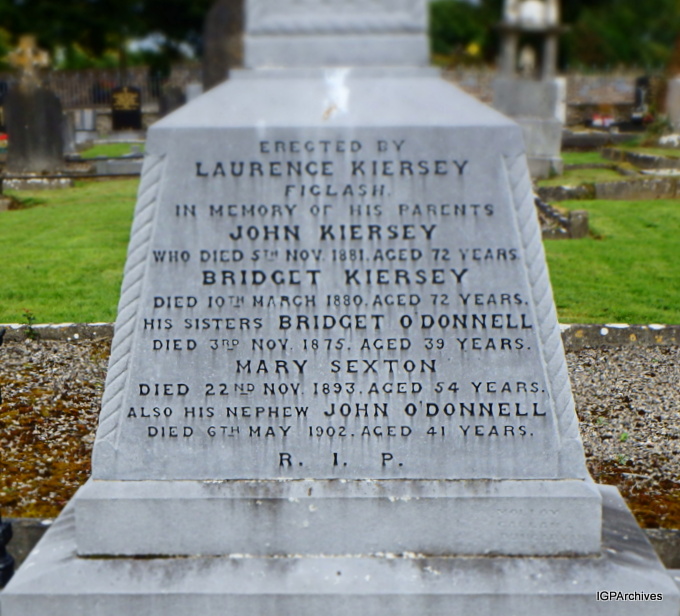 ERECTED BY
LAURENCE KIERSEY
FIGLASH.
IN MEMORY OF HIS PARENTS
JOHN KIERSEY
WHO DIED 5TH NOV. 1881. AGED 72 YEARS.
BRIDGET KIERSEY
DIED 10TH MARCH 1880. AGED 72 YEARS.
HIS SISTERS BRIDGET O'DONNELL
DIED 3RD NOV. 1875. AGED 39 YEARS.
MARY SEXTON
DIED 22ND NOV. 1893. AGED 54 YEARS.
ALSO HIS NEPHEW JOHN O'DONNELL
DIED 6TH MAY 1902. AGED 41 YEARS.
R. I. P.
IGPArchives